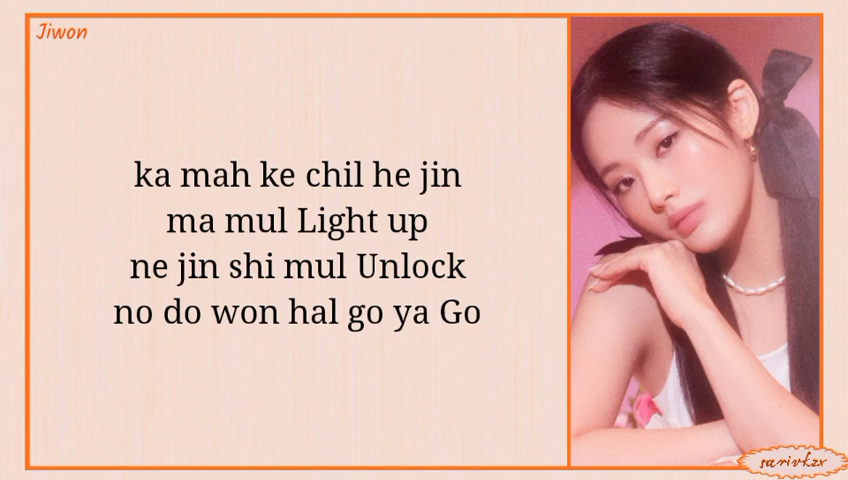 Jiwon
ka mah ke chil he jin
ma mul Light up
ne jin shi mul Unlock
no do won hal go ya Go
sarivkzx